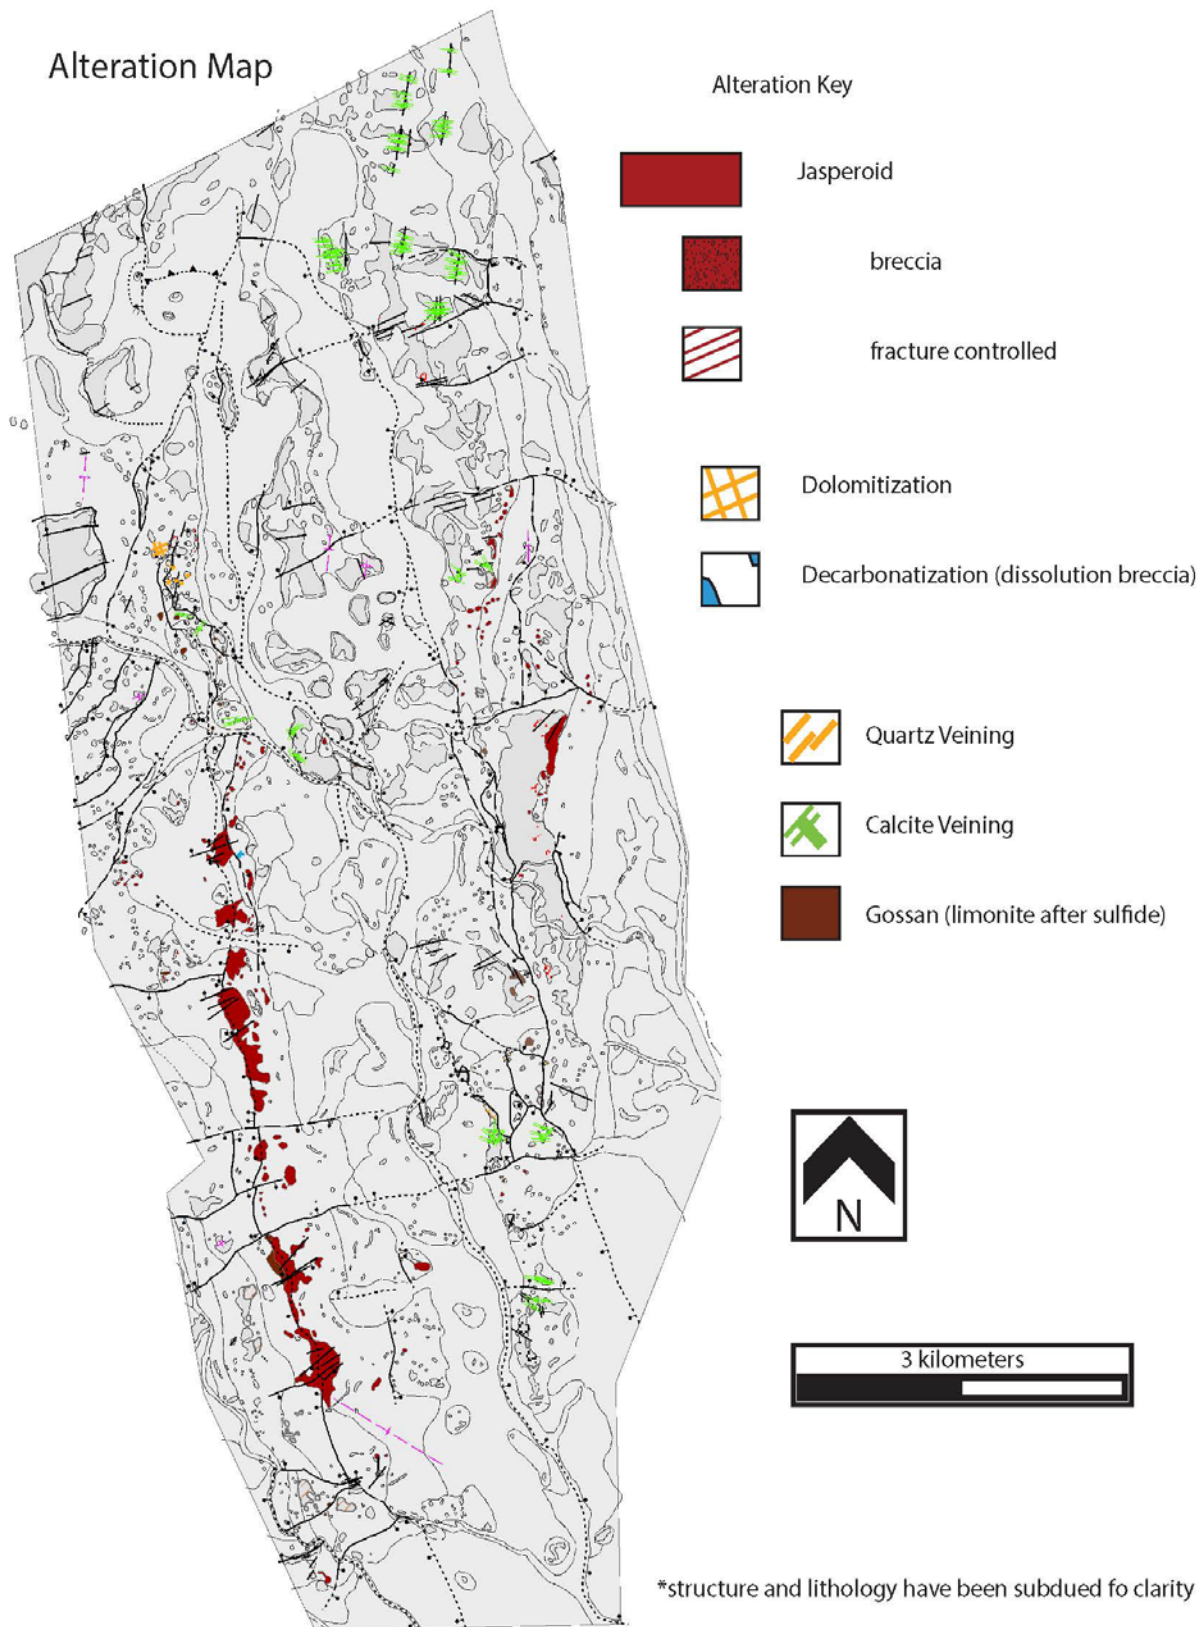 Alteration Map
Alteration Key
Jasperoid
breccia
fracture controlled
Dolomitization
Decarbonatization (dissolution breccia)
Quartz Veining
Calcite Veining
Gossan (limonite after sulfide)
N
3 kilometers
*structure and lithology have been subdued fo clarity